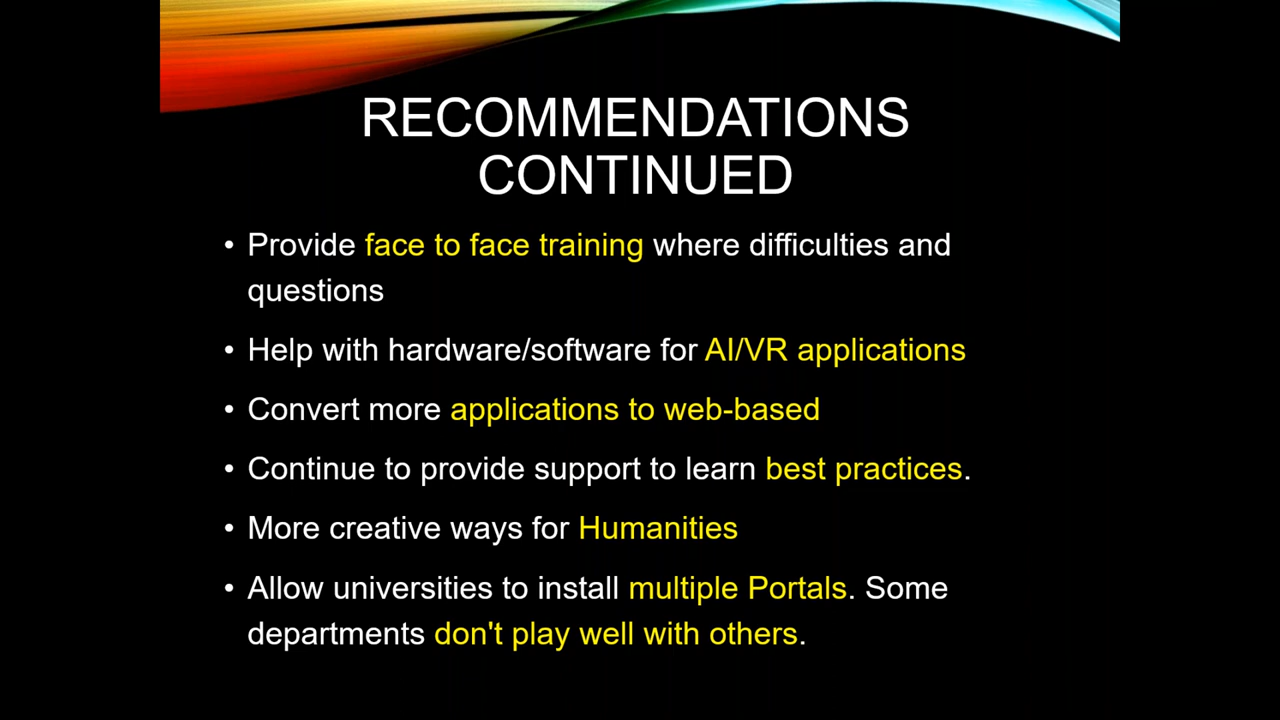 RECOMMENDATIONS
CONTINUED
• Provide face to face training where difficulties and
questions
• Help with hardware/software for AI/VR applications
• Convert more applications to web-based
• Continue to provide support to learn best practices.
• More creative ways for Humanities
• Allow universities to install multiple Portals. Some
departments don't play well with others.